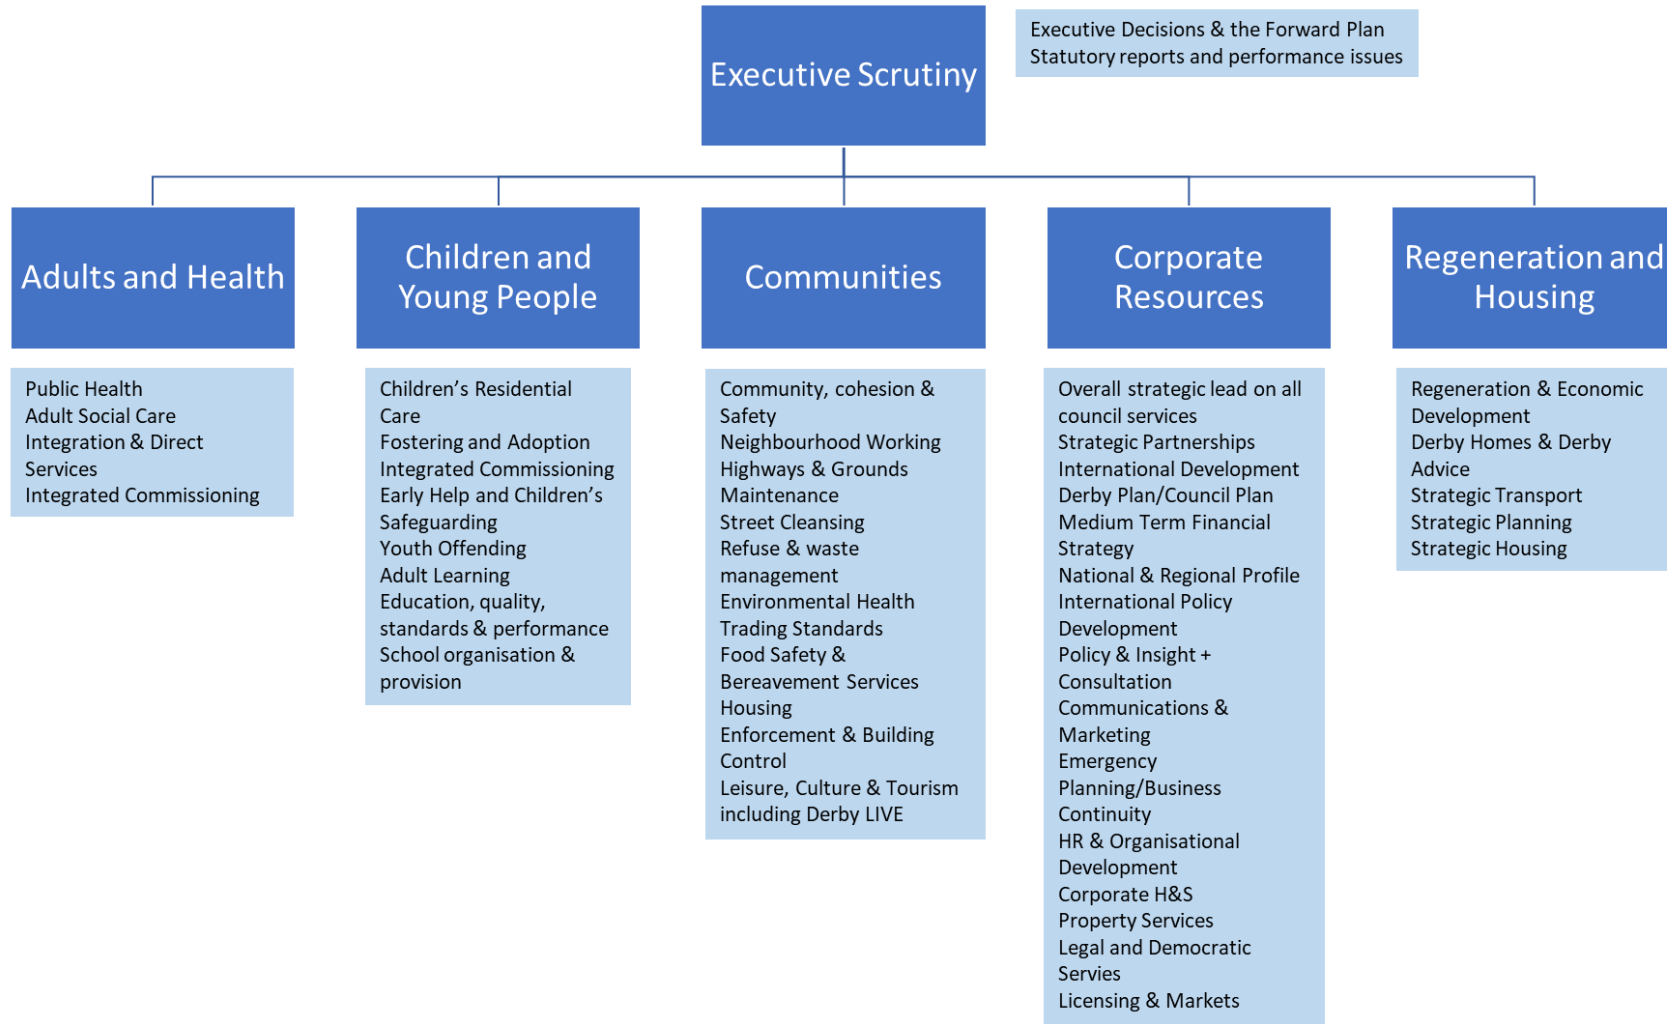 Executive Scrutiny
Executive Decisions & the Forward Plan
Statutory reports and performance issues
Adults and Health
Public Health
Adult Social Care
Integration & Direct
Services
Integrated Commissioning
Children and
Young People
Children’s Residential
Care
Fostering and Adoption
Integrated Commissioning
Early Help and Children’s
Safeguarding
Youth Offending
Adult Learning
Education, quality,
standards & performance
School organisation &
provision
Communities
Community, cohesion &
Safety
Neighbourhood Working
Highways & Grounds
Maintenance
Street Cleansing
Refuse & waste
management
Environmental Health
Trading Standards
Food Safety &
Bereavement Services
Housing
Enforcement & Building
Control
Leisure, Culture & Tourism
including Derby LIVE
Corporate
Resources
Overall strategic lead on all
council services
Strategic Partnerships
International Development
Derby Plan/Council Plan
Medium Term Financial
Strategy
National & Regional Profile
International Policy
Development
Policy & Insight +
Consultation
Communications &
Marketing
Emergency
Planning/Business
Continuity
HR & Organisational
Development
Corporate H&S
Property Services
Legal and Democratic
Servies
Licensing & Markets
Regeneration and
Housing
Regeneration & Economic
Development
Derby Homes & Derby
Advice
Strategic Transport
Strategic Planning
Strategic Housing